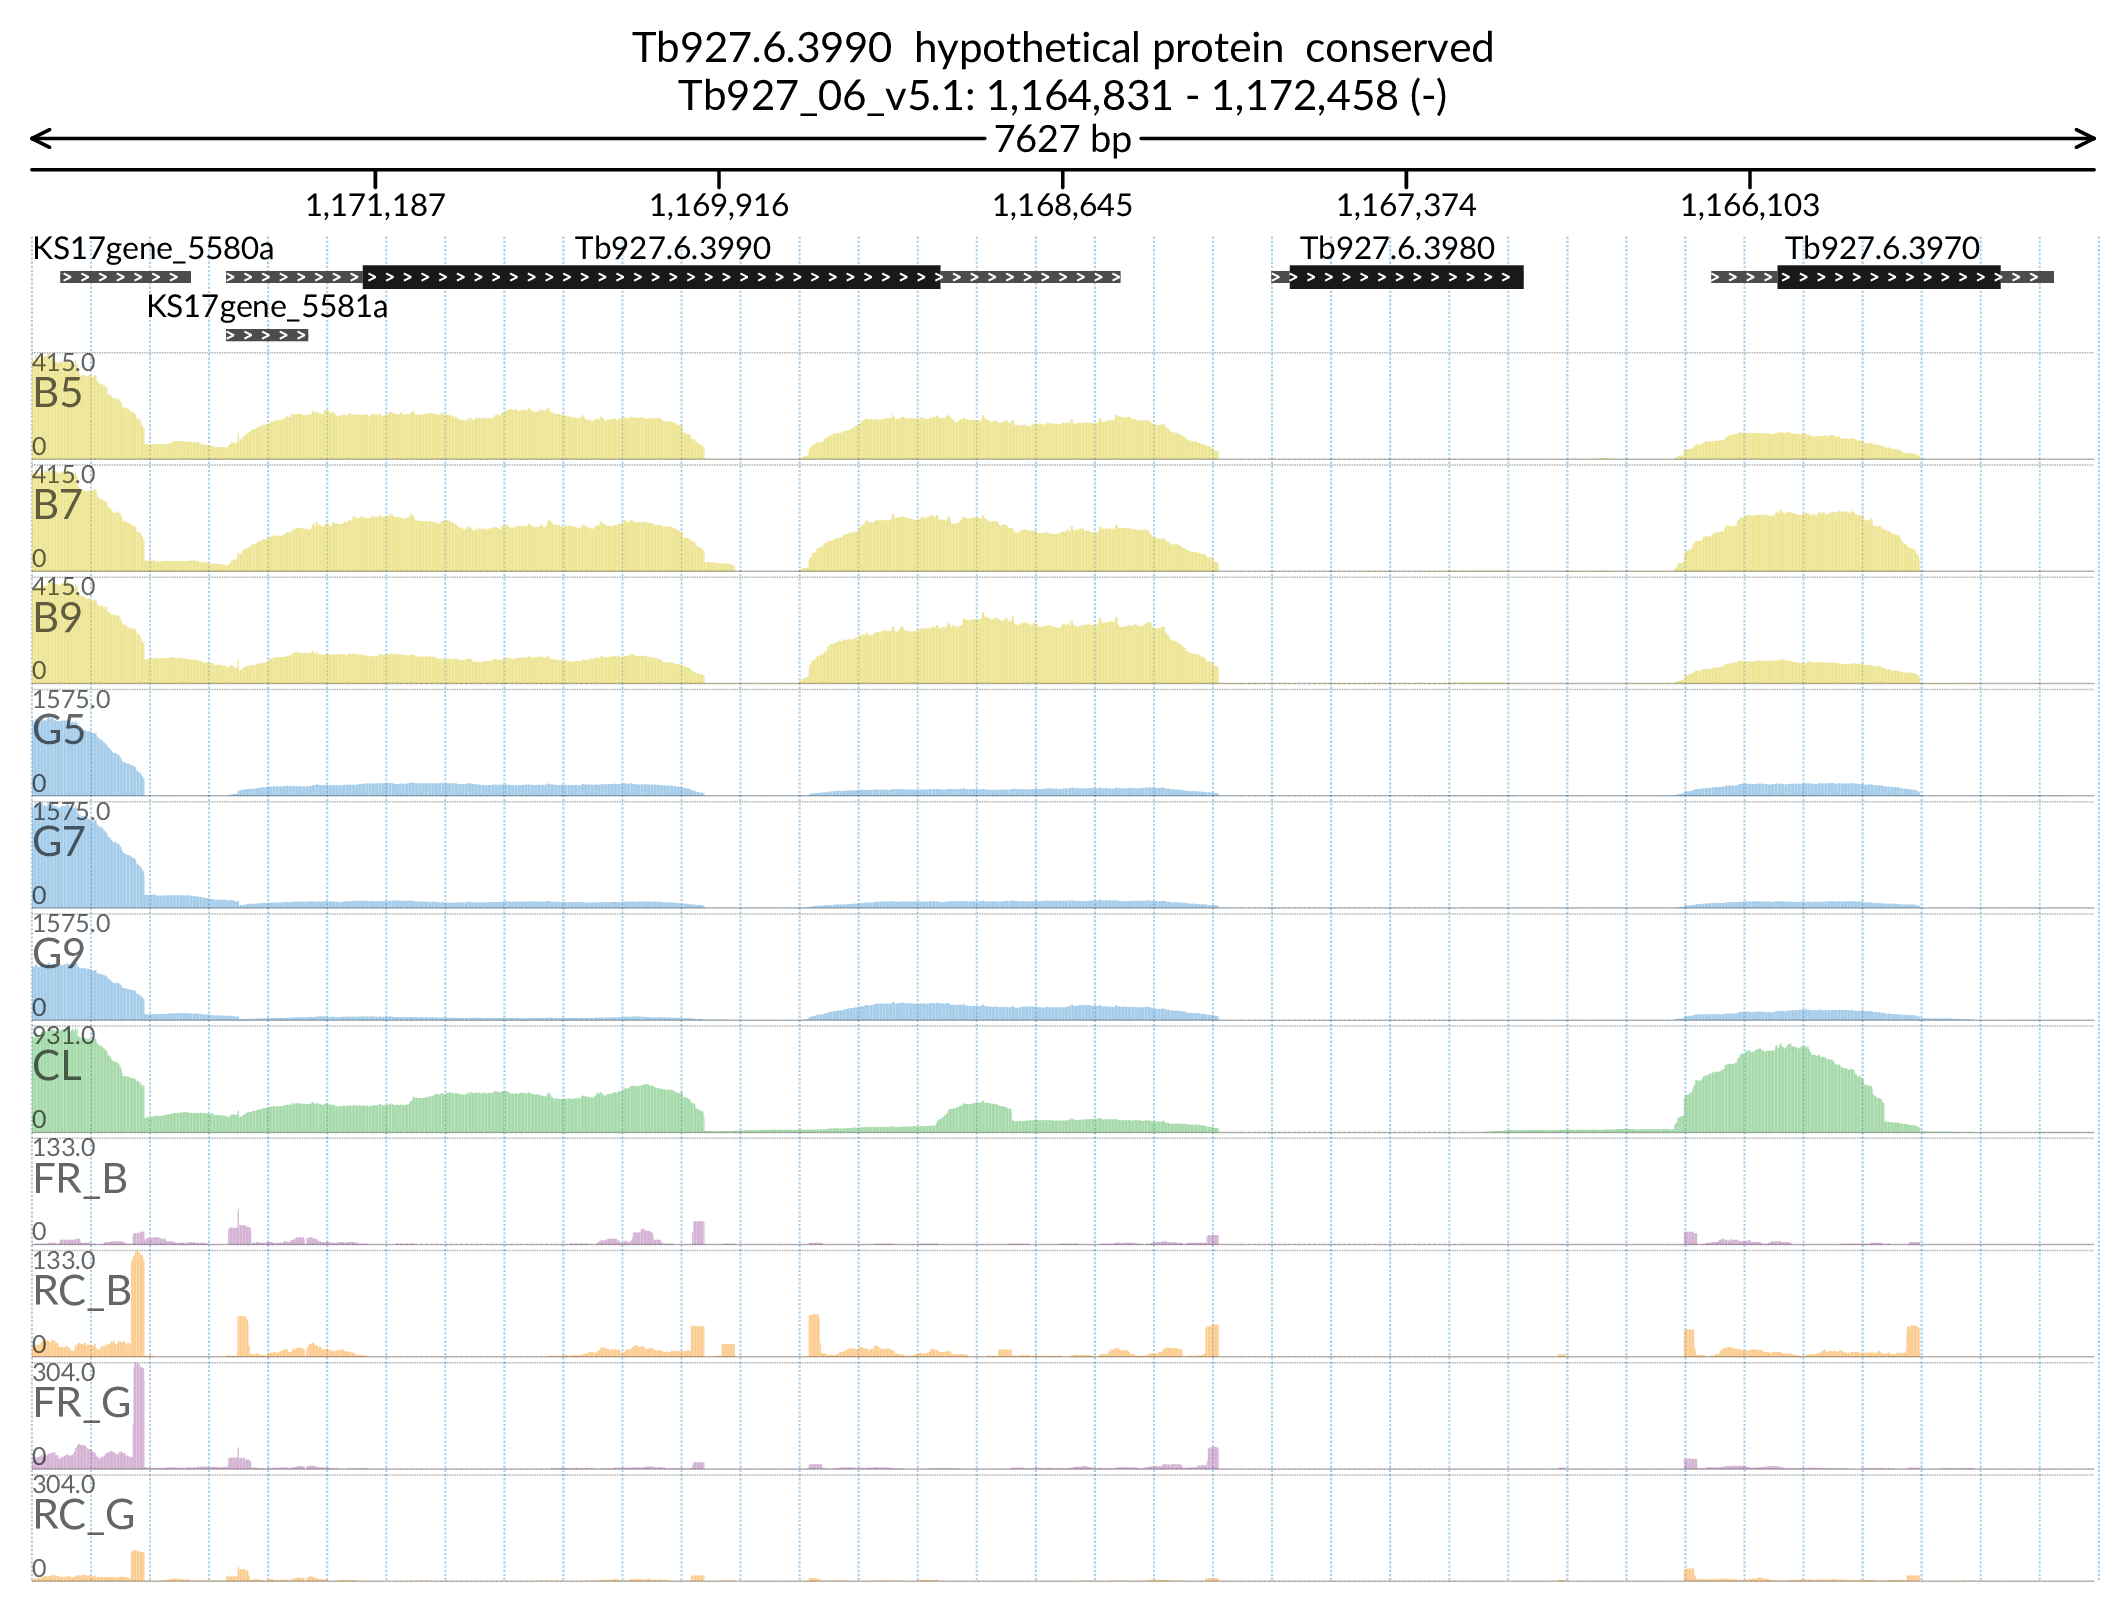 Tb927.6.3990  hypothetical protein  conserved
Tb927_06_v5.1: 1,164,831 - 1,172,458 (-)
7627 bp
1,171,187 1,169,916 1,168,645 1,167,374 1,166,103
KS17gene_5580a Tb927.6.3990 Tb927.6.3980 Tb927.6.3970
KS17gene_5581a
415.0
B5
0
415.0
B7
0
415.0
B9
0
1575.0
G5
0
1575.0
G7
0
1575.0
G9
0
931.0
CL
0
133.0
FR_B
0
133.0
RC_B
0
304.0
FR_G
0
304.0
RC_G
0